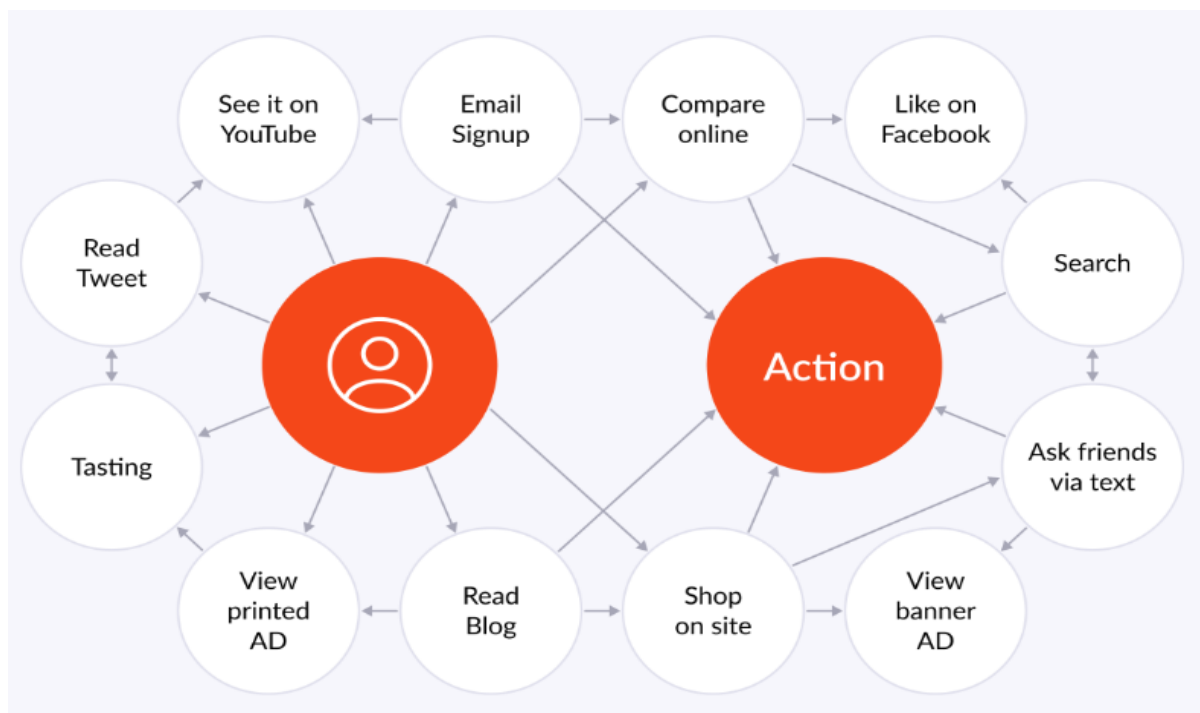 See it on
YouTube
Email
Signup
Compare
online
Like on
Facebook
Read
Tweet
Search
Action
Tasting
Ask friends
via text
View
printed
AD
Read
Blog
Shop
on site
View
banner
AD